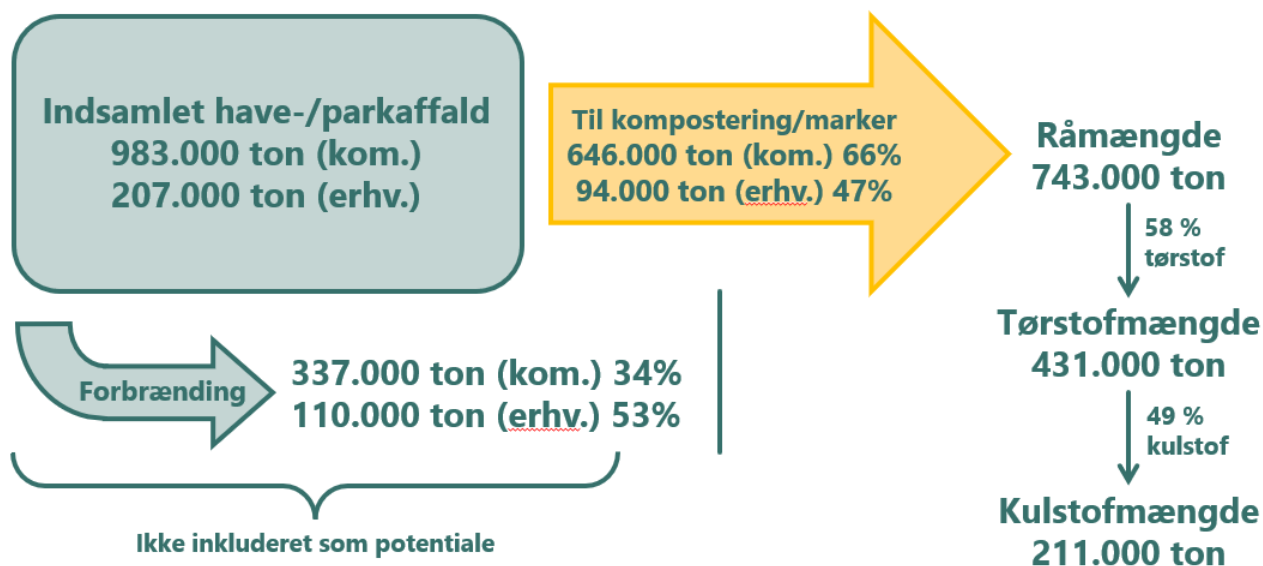 Indsamlet have-/parkaffald
983.000 ton (kom.)
207.000 ton (erhv.)
Til kompostering/marker
646.000 ton (kom.) 66%
94.000 ton (erhv.) 47%
Råmængde
743.000 ton
58 %
tørstof
Tørstofmængde
431.000 ton
49 %
kulstof
Kulstofmængde
211.000 ton
Forbrænding
337.000 ton (kom.) 34%
110.000 ton (erhv.) 53%
Ikke inkluderet som potentiale